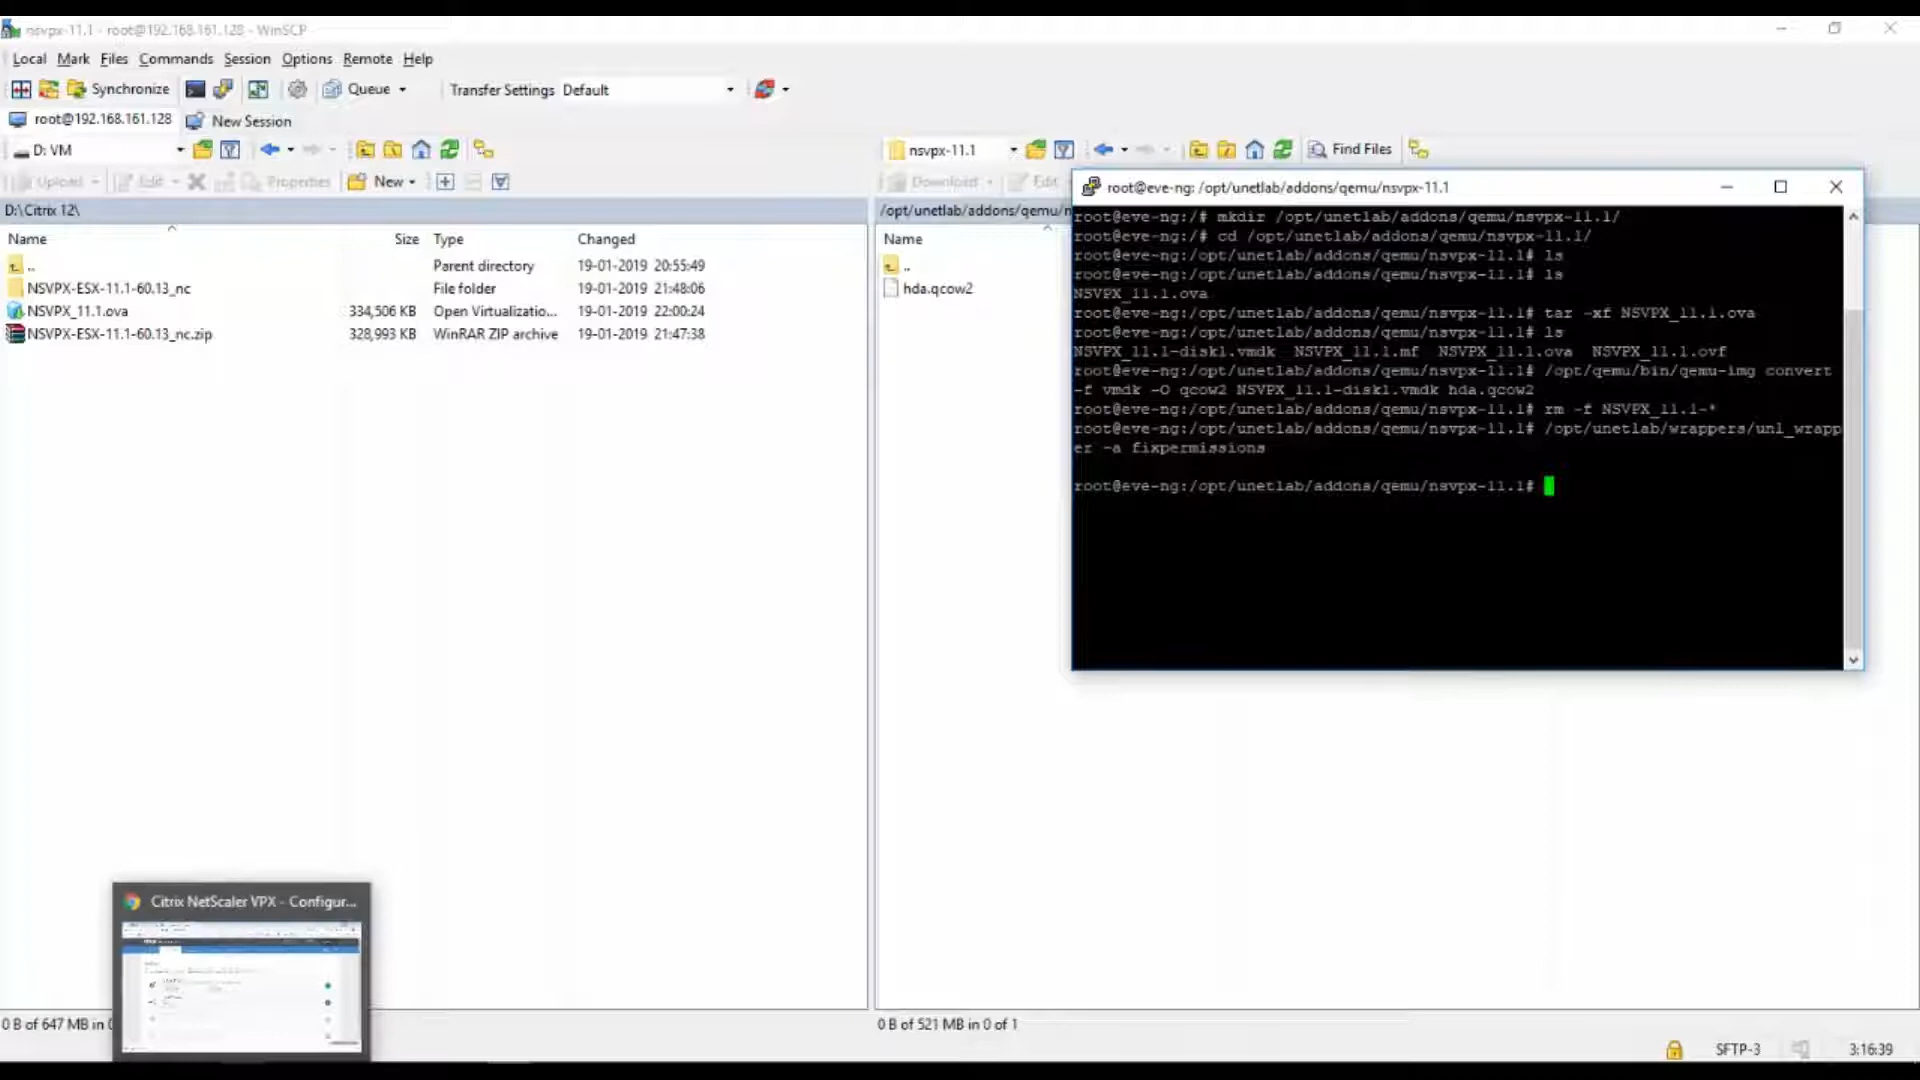 nsvpx-11.1 - root@192.168.161.128 - WinSCP
Local Mark Files Commands Session Options Remote Help
Synchronize Queue Transfer Settings Default
root@192.168.161.128 New Session
D: VM
nsvpx-11.1 Find Files
Upload Edit Properties New
Download Edit
D:\Citrix 12\
/opt/unetlab/addons/qemu/n
Name Size Type Changed
.. Parent directory 19-01-2019 20:55:49
NSVPX-ESX-11.1-60.13_nc File folder 19-01-2019 21:48:06
NSVPX_11.1.ova 334,506 KB Open Virtualizatio... 19-01-2019 22:00:24
NSVPX-ESX-11.1-60.13_nc.zip 328,993 KB WinRAR ZIP archive 19-01-2019 21:47:38
Name
..
hda.qcow2
root@eve-ng: /opt/unetlab/addons/qemu/nsvpx-11.1
root@eve-ng:/# mkdir /opt/unetlab/addons/qemu/nsvpx-11.1/
root@eve-ng:/# cd /opt/unetlab/addons/qemu/nsvpx-11.1/
root@eve-ng:/opt/unetlab/addons/qemu/nsvpx-11.1# ls
root@eve-ng:/opt/unetlab/addons/qemu/nsvpx-11.1# ls
NSVPX_11.1.ova
root@eve-ng:/opt/unetlab/addons/qemu/nsvpx-11.1# tar -xf NSVPX_11.1.ova
root@eve-ng:/opt/unetlab/addons/qemu/nsvpx-11.1# ls
NSVPX_11.1-disk1.vmdk NSVPX_11.1.mf NSVPX_11.1.ova NSVPX_11.1.ovf
root@eve-ng:/opt/unetlab/addons/qemu/nsvpx-11.1# /opt/qemu/bin/qemu-img convert
-f vmdk -O qcow2 NSVPX_11.1-disk1.vmdk hda.qcow2
root@eve-ng:/opt/unetlab/addons/qemu/nsvpx-11.1# rm -f NSVPX_11.1-*
root@eve-ng:/opt/unetlab/addons/qemu/nsvpx-11.1# /opt/unetlab/wrappers/unl_wrapp
er -a fixpermissions
root@eve-ng:/opt/unetlab/addons/qemu/nsvpx-11.1#
Citrix NetScaler VPX - Configur...
0 B of 647 MB in 0
0 B of 521 MB in 0 of 1
SFTP-3 3:16:39